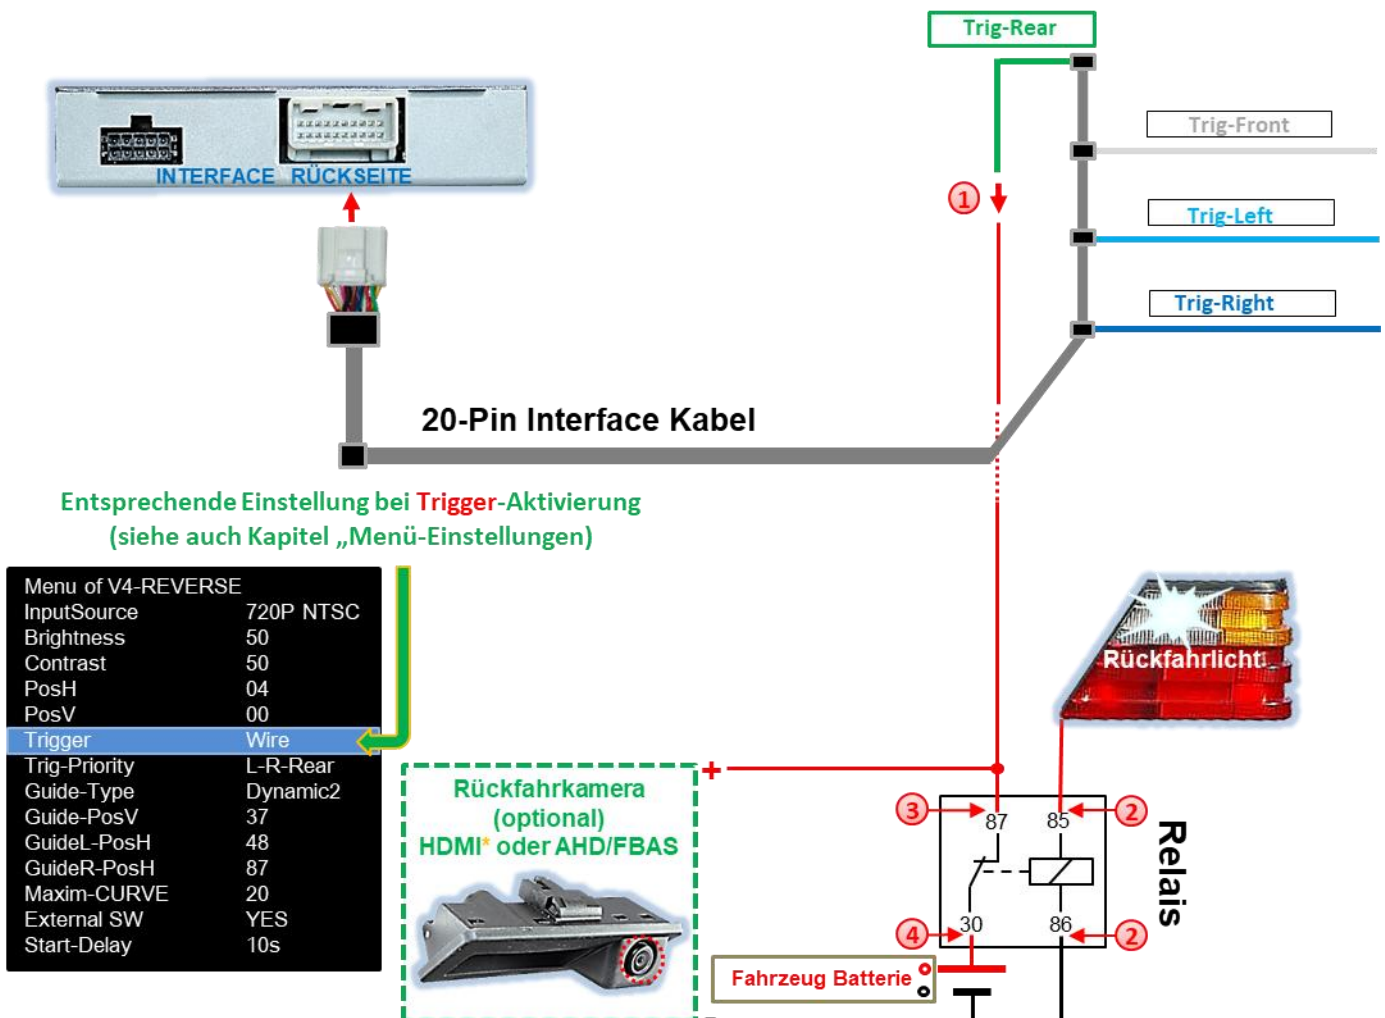 Trig-Rear
Trig-Front
Trig-Left
Trig-Right
INTERFACE RÜCKSEITE
1
20-Pin Interface Kabel
Entsprechende Einstellung bei Trigger-Aktivierung
(siehe auch Kapitel „Menü-Einstellungen)
Menu of V4-REVERSE
InputSource 720P NTSC
Brightness 50
Contrast 50
PosH 04
PosV 00
Trigger Wire
Trig-Priority L-R-Rear
Guide-Type Dynamic2
Guide-PosV 37
GuideL-PosH 48
GuideR-PosH 87
Maxim-CURVE 20
External SW YES
Start-Delay 10s
Rückfahrkamera
(optional)
HDMI* oder AHD/FBAS
+
Rückfahrlicht
3
87
85
2
Relais
4
30
86
2
Fahrzeug Batterie